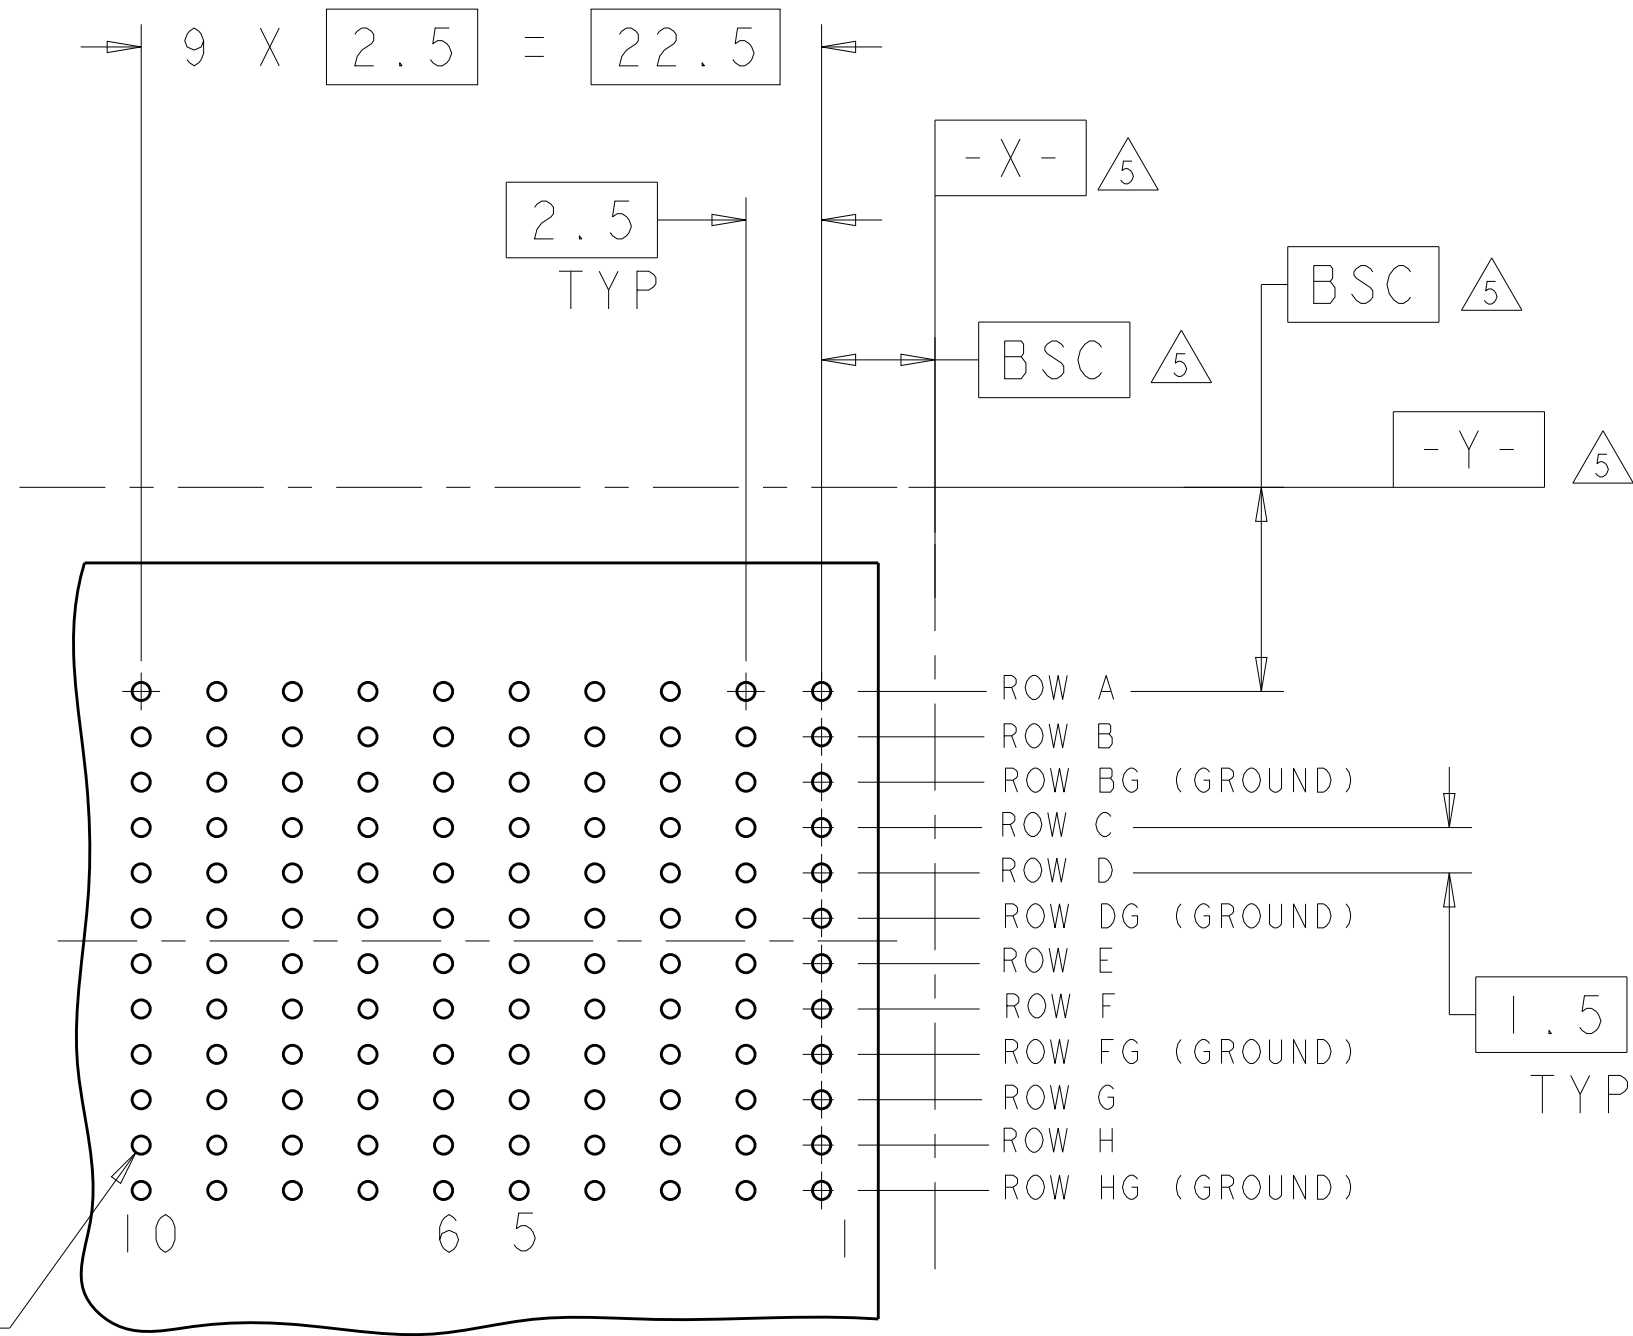 9 X 2.5 = 22.5
-X- 5
2.5
TYP
BSC 5
BSC 5
-Y- 5
ROW A
ROW B
ROW BG (GROUND)
ROW C
ROW D
ROW DG (GROUND)
ROW E
ROW F
ROW FG (GROUND)
1.5
TYP
ROW G
ROW H
ROW HG (GROUND)
10 6 5 1